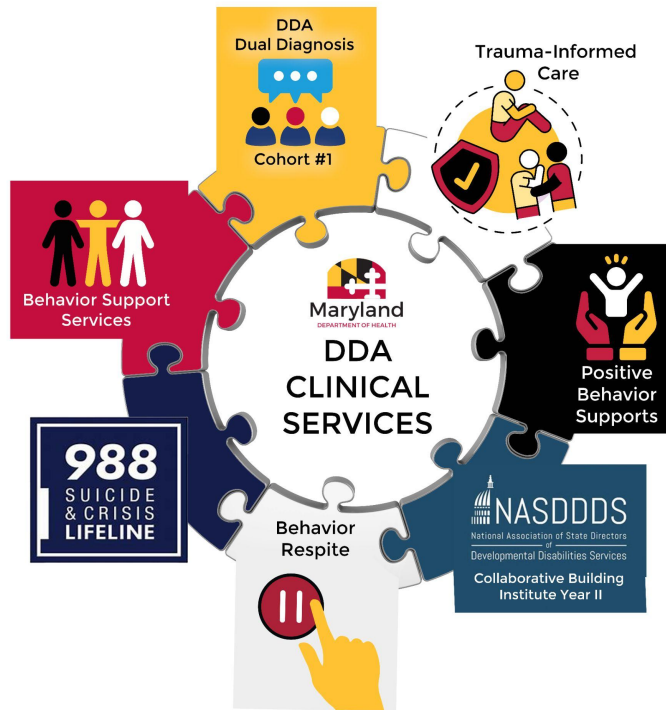 DDA
Dual Diagnosis
Cohort #1
Trauma-Informed
Care
Behavior Support
Services
Maryland
DEPARTMENT OF HEALTH
DDA
CLINICAL
SERVICES
Positive
Behavior
Supports
988
SUICIDE
& CRISIS
LIFELINE
Behavior
Respite
NASDDDS
National Association of State Directors
of
Developmental Disabilities Services
Collaborative Building
Institute Year II